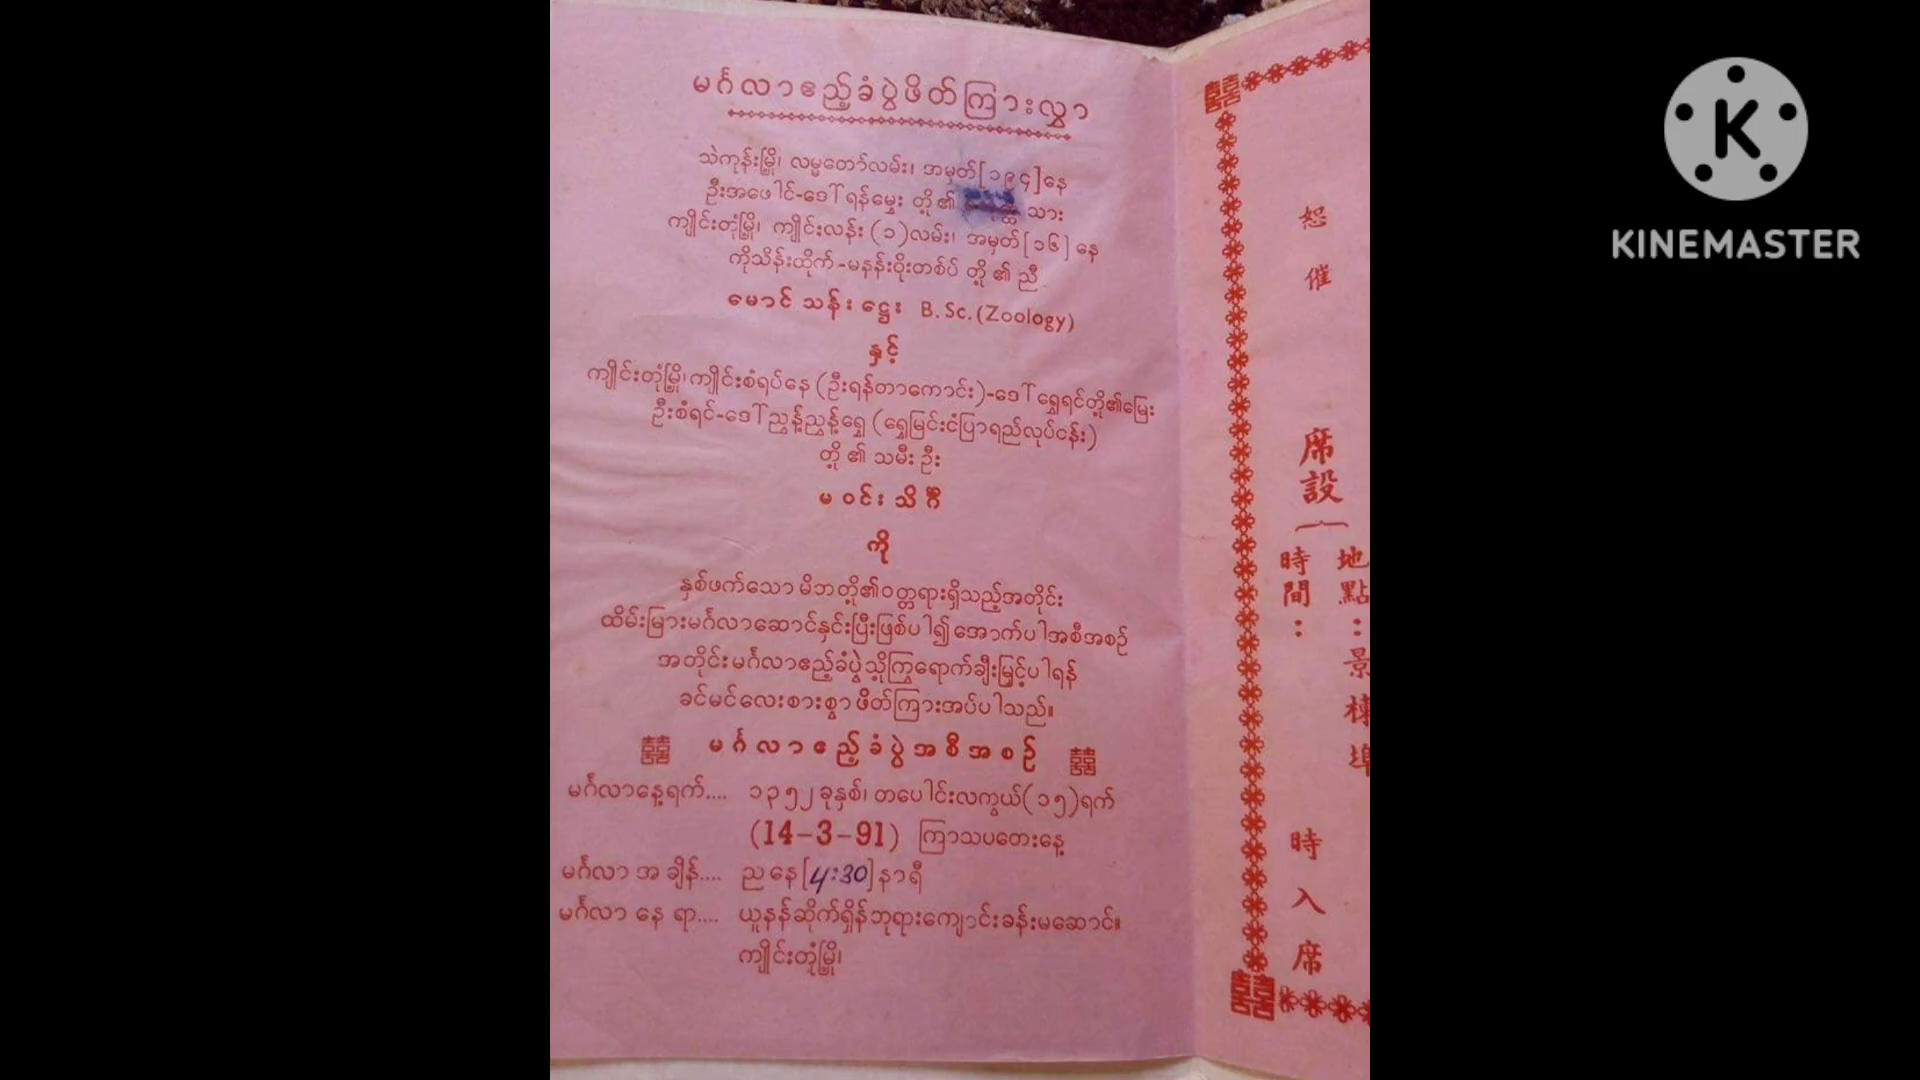 မင်္ဂလာဧည့်ခံပွဲဖိတ်ကြားလွှာ
သဲကုန်းမြို့၊ လမ္မတော်လမ်း၊ အမှတ်[၁၉၄]နေ
ဦးအဖေါင်-ဒေါ်ရန်မွှေး တို့၏ သား
ကျိုင်းတုံမြို့၊ ကျိုင်းလန်း (၁)လမ်း၊ အမှတ်[၁၆] နေ
ကိုသိန်းထိုက်-မနန်းဝိုးတစ်ပ် တို့၏ ညီ
မောင်သန်းဋ္ဌေး B.Sc.(Zoology)
နှင့်
ကျိုင်းတုံမြို့၊ကျိုင်းစံရပ်နေ (ဦးရန်တာကောင်း)-ဒေါ်ရွှေရင်တို့၏မြေး
ဦးစံရင်-ဒေါ်ညွန့်ညွန့်ရွှေ (ရွှေမြင်းငံပြာရည်လုပ်ငန်း)
တို့၏ သမီးဦး
မဝင်းသိင်္ဂီ
ကို
နှစ်ဖက်သော မိဘတို့၏ဝတ္တရားရှိသည့်အတိုင်း
ထိမ်းမြားမင်္ဂလာဆောင်နှင်းပြီးဖြစ်ပါ၍အောက်ပါအစီအစဉ်
အတိုင်းမင်္ဂလာဧည့်ခံပွဲသို့ကြွရောက်ချီးမြှင့်ပါရန်
ခင်မင်လေးစားစွာဖိတ်ကြားအပ်ပါသည်။
囍 မင်္ဂလာဧည့်ခံပွဲအစီအစဉ် 囍
မင်္ဂလာနေ့ရက်.... ၁၃၅၂ခုနှစ်၊ တပေါင်းလကွယ်(၁၅)ရက်
(14-3-91) ကြာသပတေးနေ့
မင်္ဂလာအချိန်.... ညနေ[4:30]နာရီ
မင်္ဂလာနေရာ.... ယူနန်ဆိုက်ရှိန်ဘုရားကျောင်းခန်းမဆောင်။
ကျိုင်းတုံမြို့၊
囍
恕催
席設
地點：景棟埠
時間：
時入席
囍
K
KINEMASTER